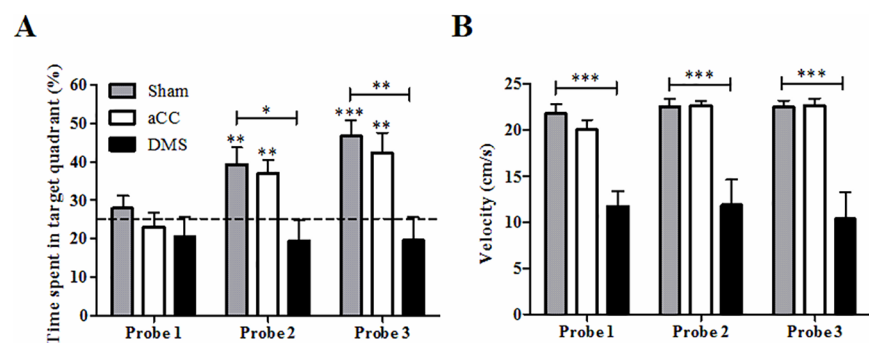 A
Time spent in target quadrant (%)
60
50
40
30
20
10
0
Sham
aCC
DMS
**
**
*
***
**
**
Probe 1
Probe 2
Probe 3
B
Velocity (cm/s)
25
20
15
10
5
0
***
***
***
Probe 1
Probe 2
Probe 3